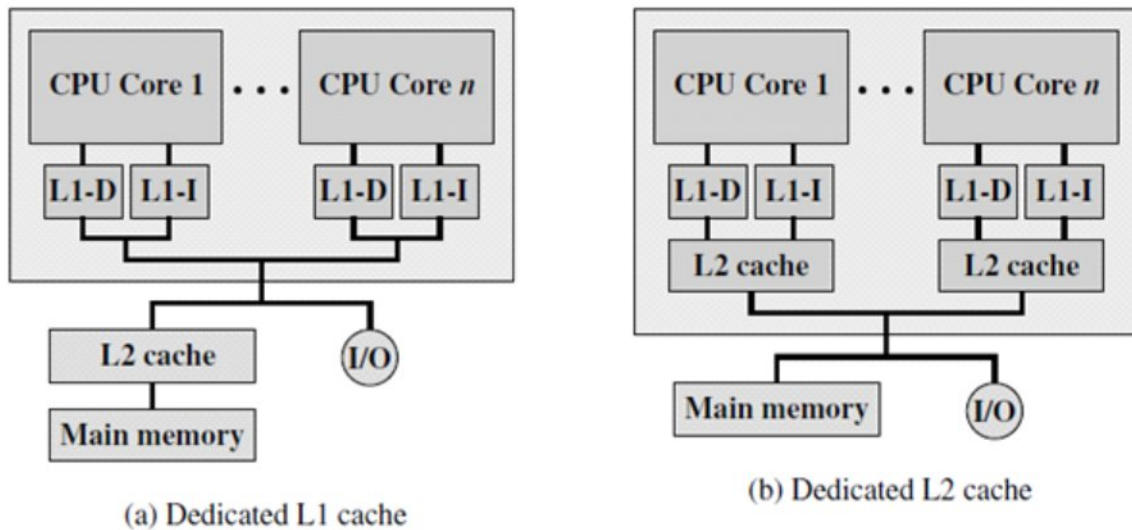 CPU Core 1 • • • CPU Core n
L1-D L1-I L1-D L1-I
L2 cache I/O
Main memory
(a) Dedicated L1 cache
CPU Core 1 • • • CPU Core n
L1-D L1-I L1-D L1-I
L2 cache L2 cache
Main memory I/O
(b) Dedicated L2 cache